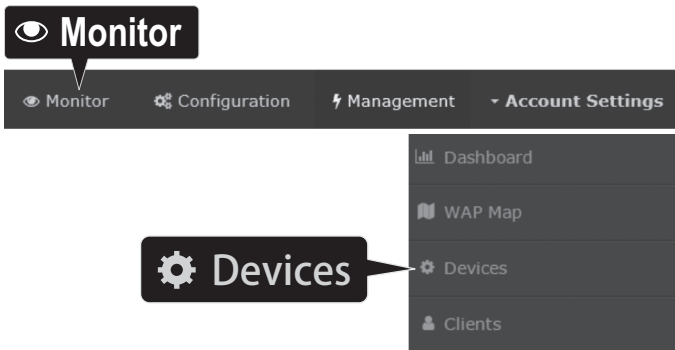 Monitor
Monitor Configuration Management Account Settings
Dashboard
WAP Map
Devices
Devices
Clients